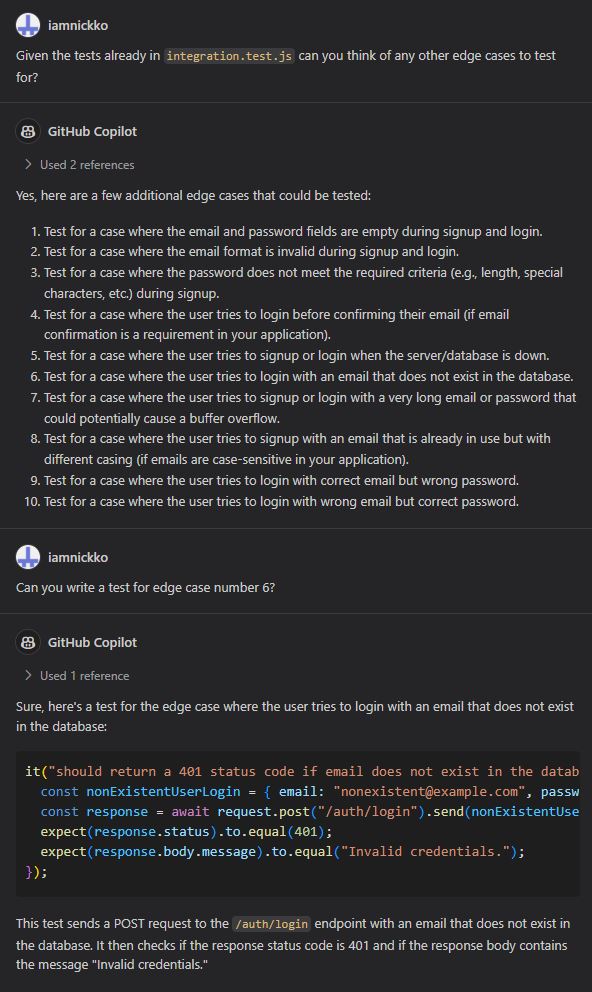 iamnickko
Given the tests already in integration.test.js can you think of any other edge cases to test
for?
GitHub Copilot
Used 2 references
Yes, here are a few additional edge cases that could be tested:
1. Test for a case where the email and password fields are empty during signup and login.
2. Test for a case where the email format is invalid during signup and login.
3. Test for a case where the password does not meet the required criteria (e.g., length, special
characters, etc.) during signup.
4. Test for a case where the user tries to login before confirming their email (if email
confirmation is a requirement in your application).
5. Test for a case where the user tries to signup or login when the server/database is down.
6. Test for a case where the user tries to login with an email that does not exist in the database.
7. Test for a case where the user tries to signup or login with a very long email or password that
could potentially cause a buffer overflow.
8. Test for a case where the user tries to signup with an email that is already in use but with
different casing (if emails are case-sensitive in your application).
9. Test for a case where the user tries to login with correct email but wrong password.
10. Test for a case where the user tries to login with wrong email but correct password.
iamnickko
Can you write a test for edge case number 6?
GitHub Copilot
Used 1 reference
Sure, here's a test for the edge case where the user tries to login with an email that does not exist
in the database:
it("should return a 401 status code if email does not exist in the datab
const nonExistentUserLogin = { email: "nonexistent@example.com", passw
const response = await request.post("/auth/login").send(nonExistentUse
expect(response.status).to.equal(401);
expect(response.body.message).to.equal("Invalid credentials.");
});
This test sends a POST request to the /auth/login endpoint with an email that does not exist in
the database. It then checks if the response status code is 401 and if the response body contains
the message "Invalid credentials."